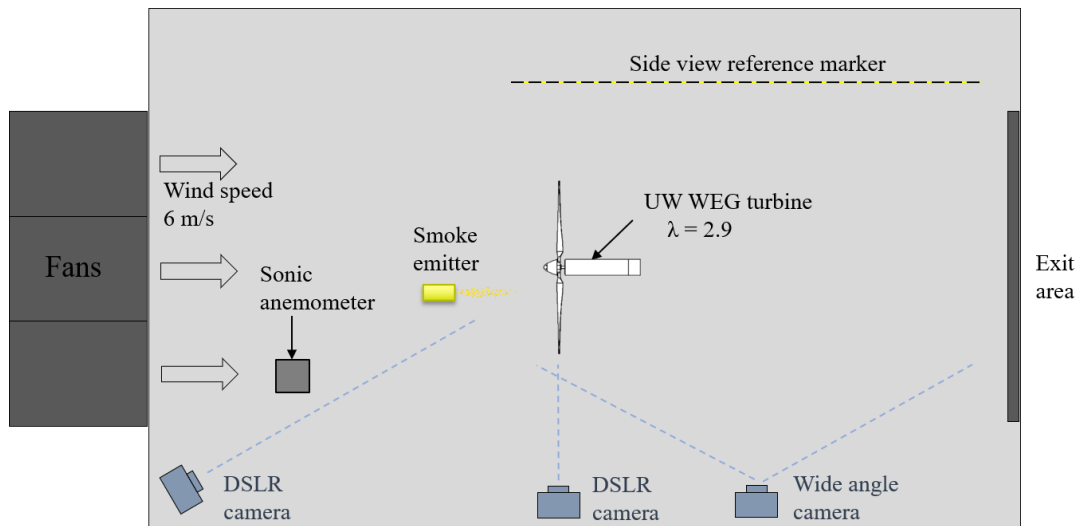 Side view reference marker
Wind speed
6 m/s
UW WEG turbine
λ = 2.9
Smoke
emitter
Fans
Sonic
anemometer
Exit
area
DSLR
camera
DSLR
camera
Wide angle
camera